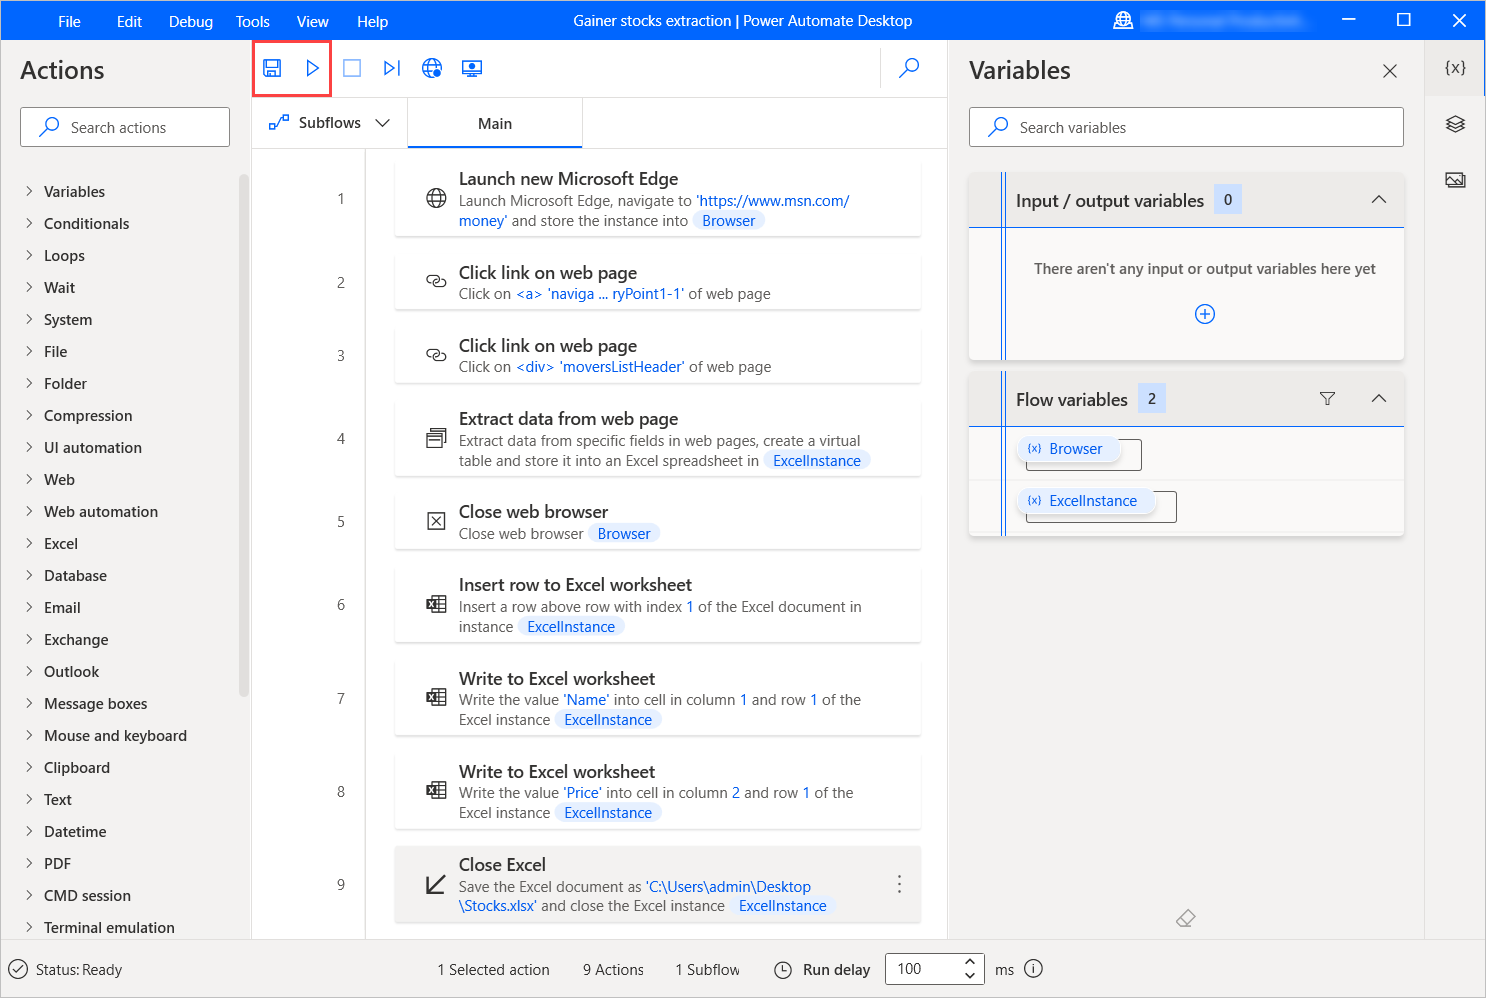 File Edit Debug Tools View Help
Gainer stocks extraction | Power Automate Desktop
Actions
Search actions
Variables
Conditionals
Loops
Wait
System
File
Folder
Compression
UI automation
Web
Web automation
Excel
Database
Email
Exchange
Outlook
Message boxes
Mouse and keyboard
Clipboard
Text
Datetime
PDF
CMD session
Terminal emulation
Subflows
Main
1
Launch new Microsoft Edge
Launch Microsoft Edge, navigate to 'https://www.msn.com/
money' and store the instance into Browser
2
Click link on web page
Click on <a> 'naviga ... ryPoint1-1' of web page
3
Click link on web page
Click on <div> 'moversListHeader' of web page
4
Extract data from web page
Extract data from specific fields in web pages, create a virtual
table and store it into an Excel spreadsheet in ExcelInstance
5
Close web browser
Close web browser Browser
6
Insert row to Excel worksheet
Insert a row above row with index 1 of the Excel document in
instance ExcelInstance
7
Write to Excel worksheet
Write the value 'Name' into cell in column 1 and row 1 of the
Excel instance ExcelInstance
8
Write to Excel worksheet
Write the value 'Price' into cell in column 2 and row 1 of the
Excel instance ExcelInstance
9
Close Excel
Save the Excel document as 'C:\Users\admin\Desktop
\Stocks.xlsx' and close the Excel instance ExcelInstance
Variables
{x}
Search variables
Input / output variables 0
There aren't any input or output variables here yet
Flow variables 2
{x} Browser
{x} ExcelInstance
Status: Ready
1 Selected action
9 Actions
1 Subflow
Run delay
100
ms